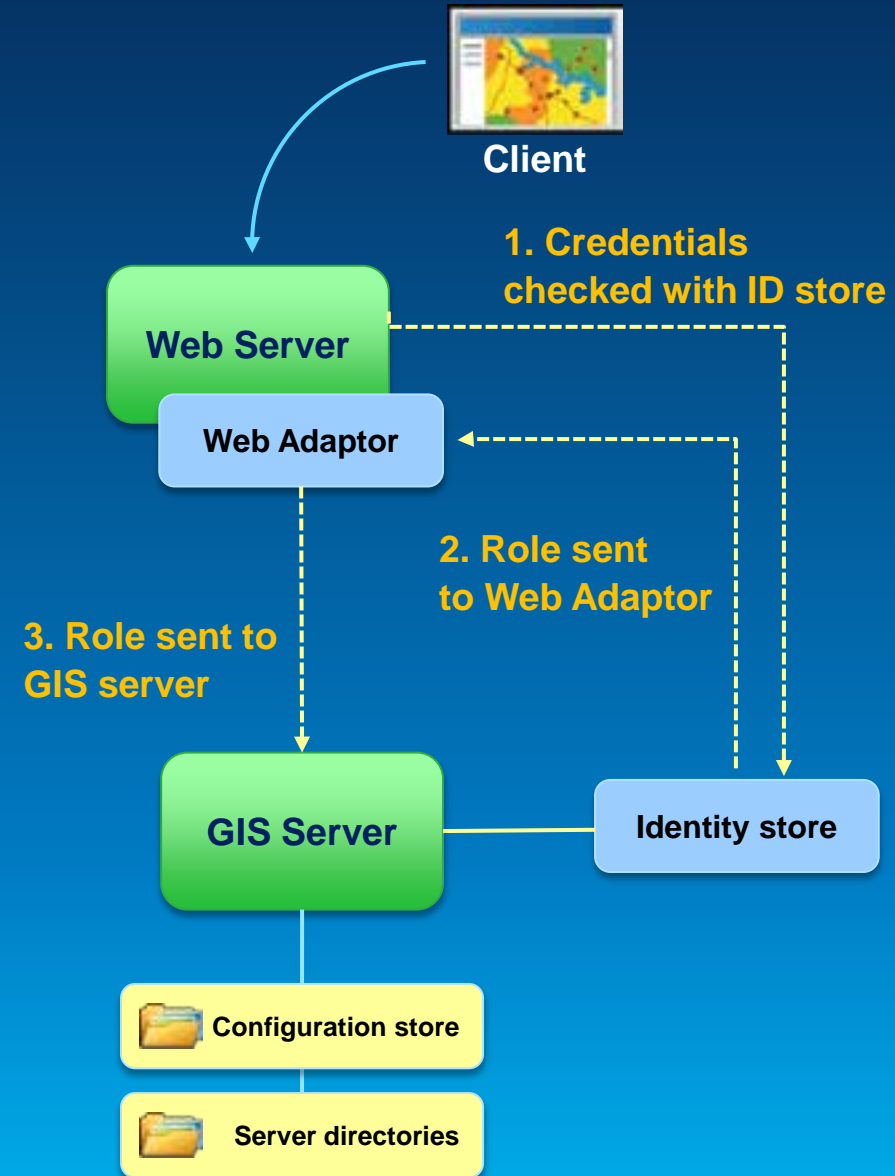 Client
1. Credentials
checked with ID store
Web Server
Web Adaptor
2. Role sent
to Web Adaptor
3. Role sent to
GIS server
GIS Server
Identity store
Configuration store
Server directories